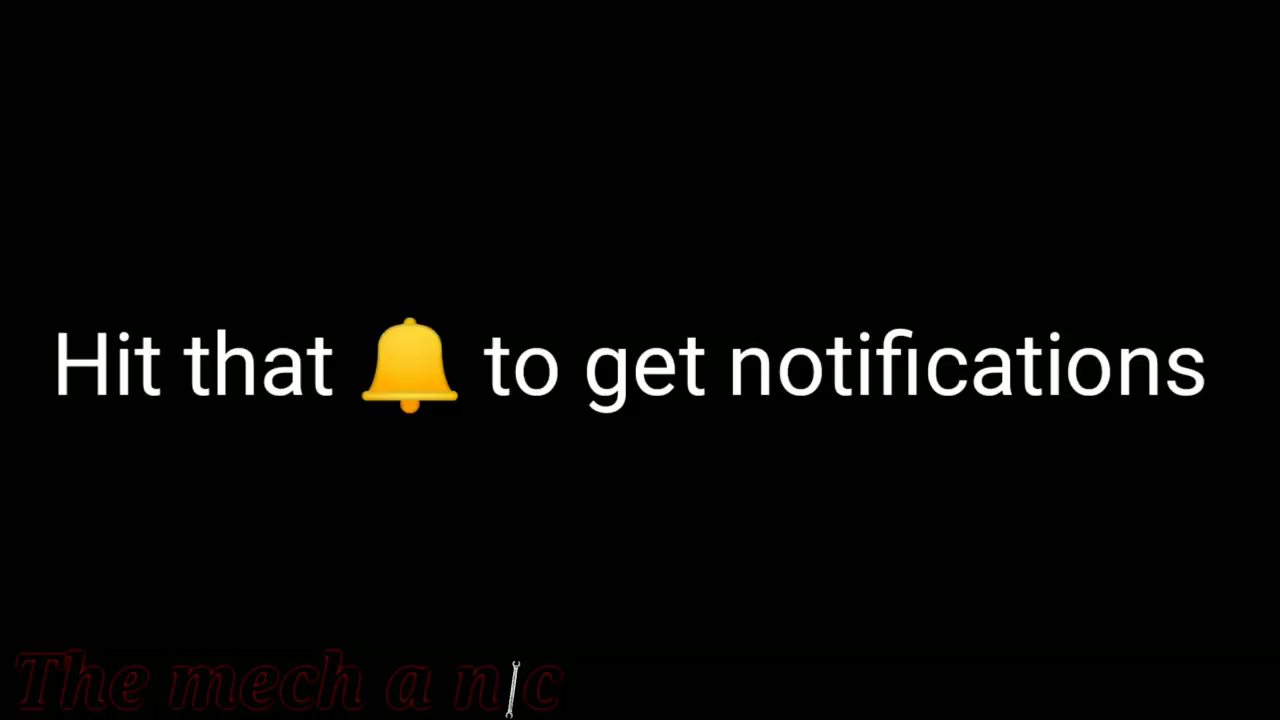 Hit that 🔔 to get notifications
The mech a nic